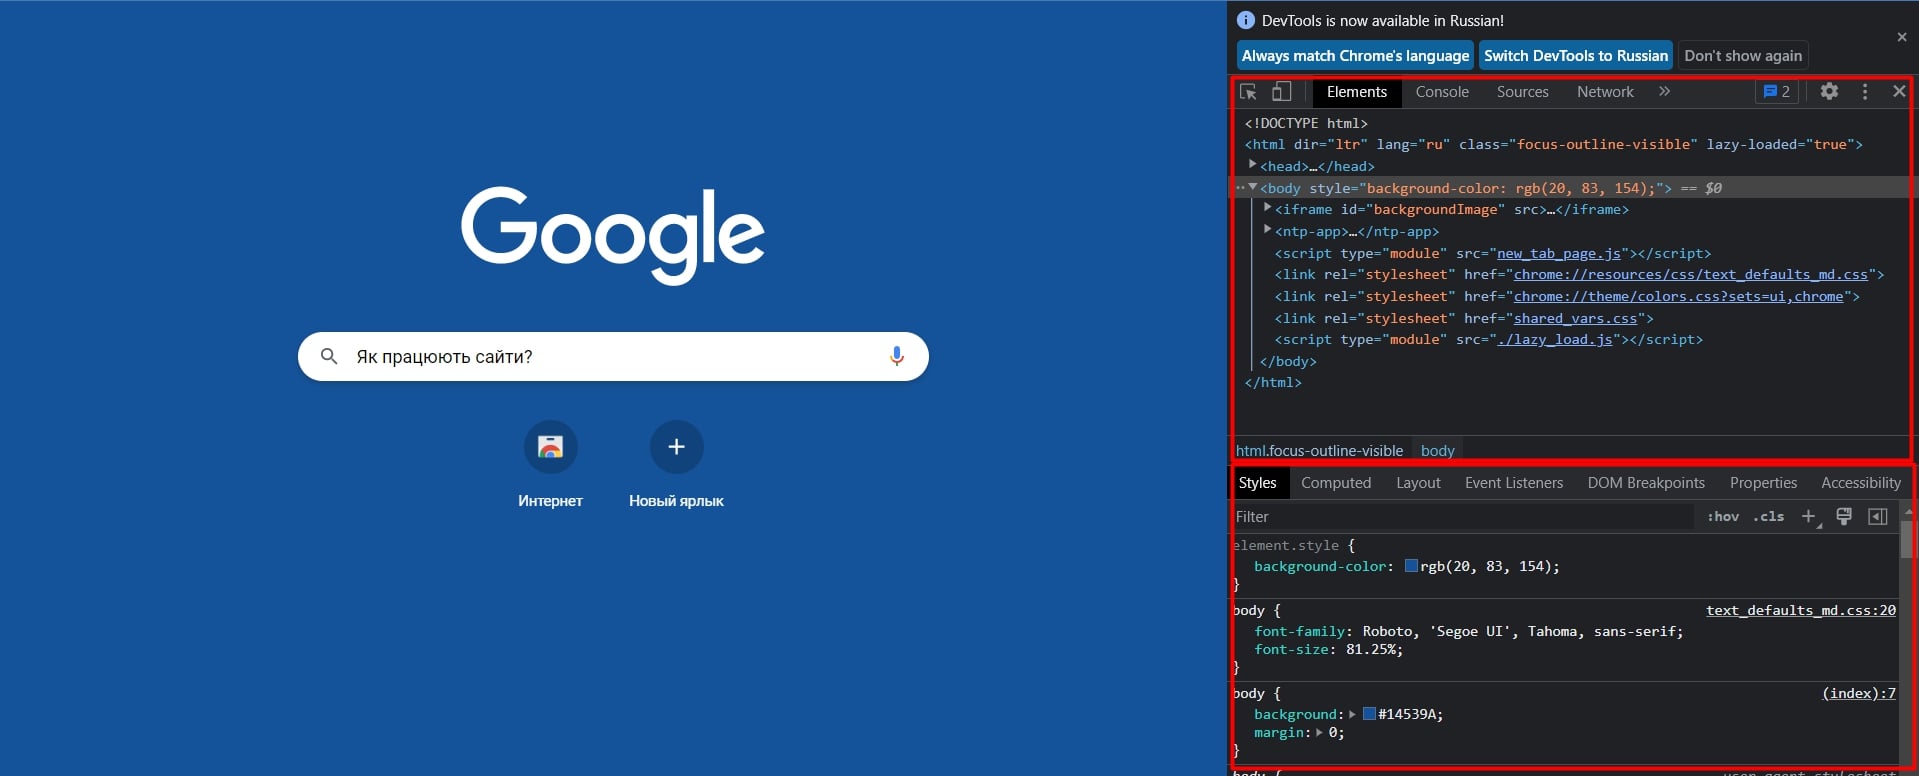 Google
Як працюють сайти?
Интернет
Новый ярлык
DevTools is now available in Russian!
Always match Chrome's language Switch DevTools to Russian Don't show again
Elements Console Sources Network » 2
<!DOCTYPE html>
<html dir="ltr" lang="ru" class="focus-outline-visible" lazy-loaded="true">
<head>…</head>
<body style="background-color: rgb(20, 83, 154);"> == $0
<iframe id="backgroundImage" src>…</iframe>
<ntp-app>…</ntp-app>
<script type="module" src="new_tab_page.js"></script>
<link rel="stylesheet" href="chrome://resources/css/text_defaults_md.css">
<link rel="stylesheet" href="chrome://theme/colors.css?sets=ui,chrome">
<link rel="stylesheet" href="shared_vars.css">
<script type="module" src="./lazy_load.js"></script>
</body>
</html>
html.focus-outline-visible body
Styles Computed Layout Event Listeners DOM Breakpoints Properties Accessibility
Filter :hov .cls +
element.style {
background-color: rgb(20, 83, 154);
}
body { text_defaults_md.css:20
font-family: Roboto, 'Segoe UI', Tahoma, sans-serif;
font-size: 81.25%;
}
body { (index):7
background: #14539A;
margin: 0;
}
body { user agent stylesheet